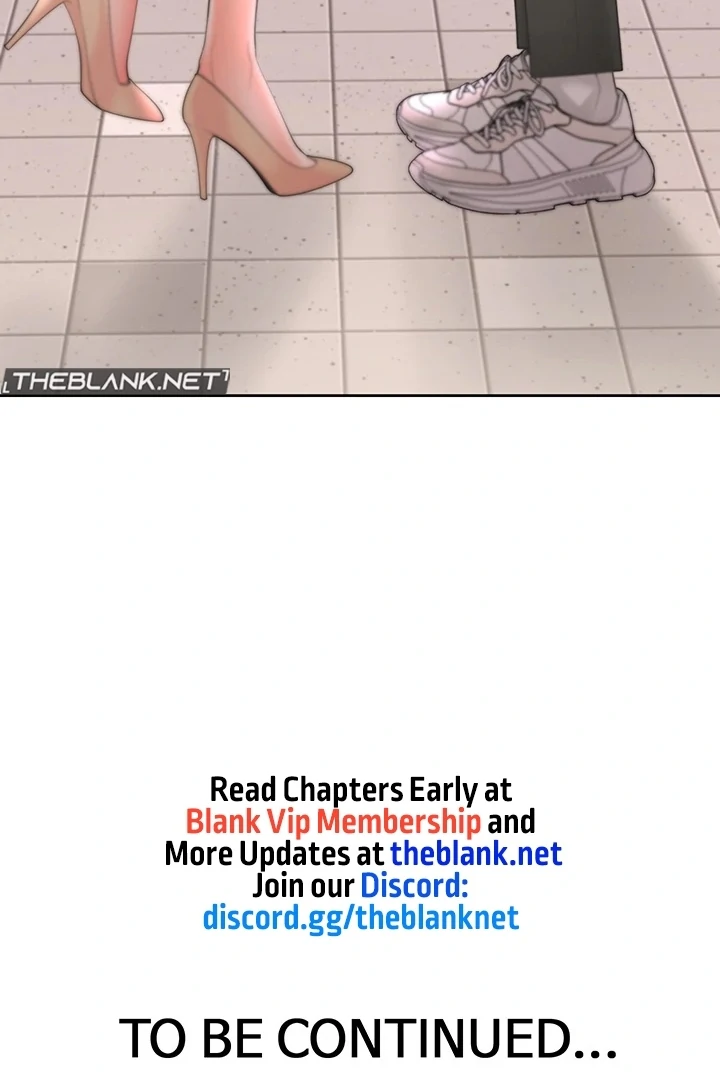 THEBLANK.NET
Read Chapters Early at
Blank Vip Membership and
More Updates at theblank.net
Join our Discord:
discord.gg/theblanknet
TO BE CONTINUED...